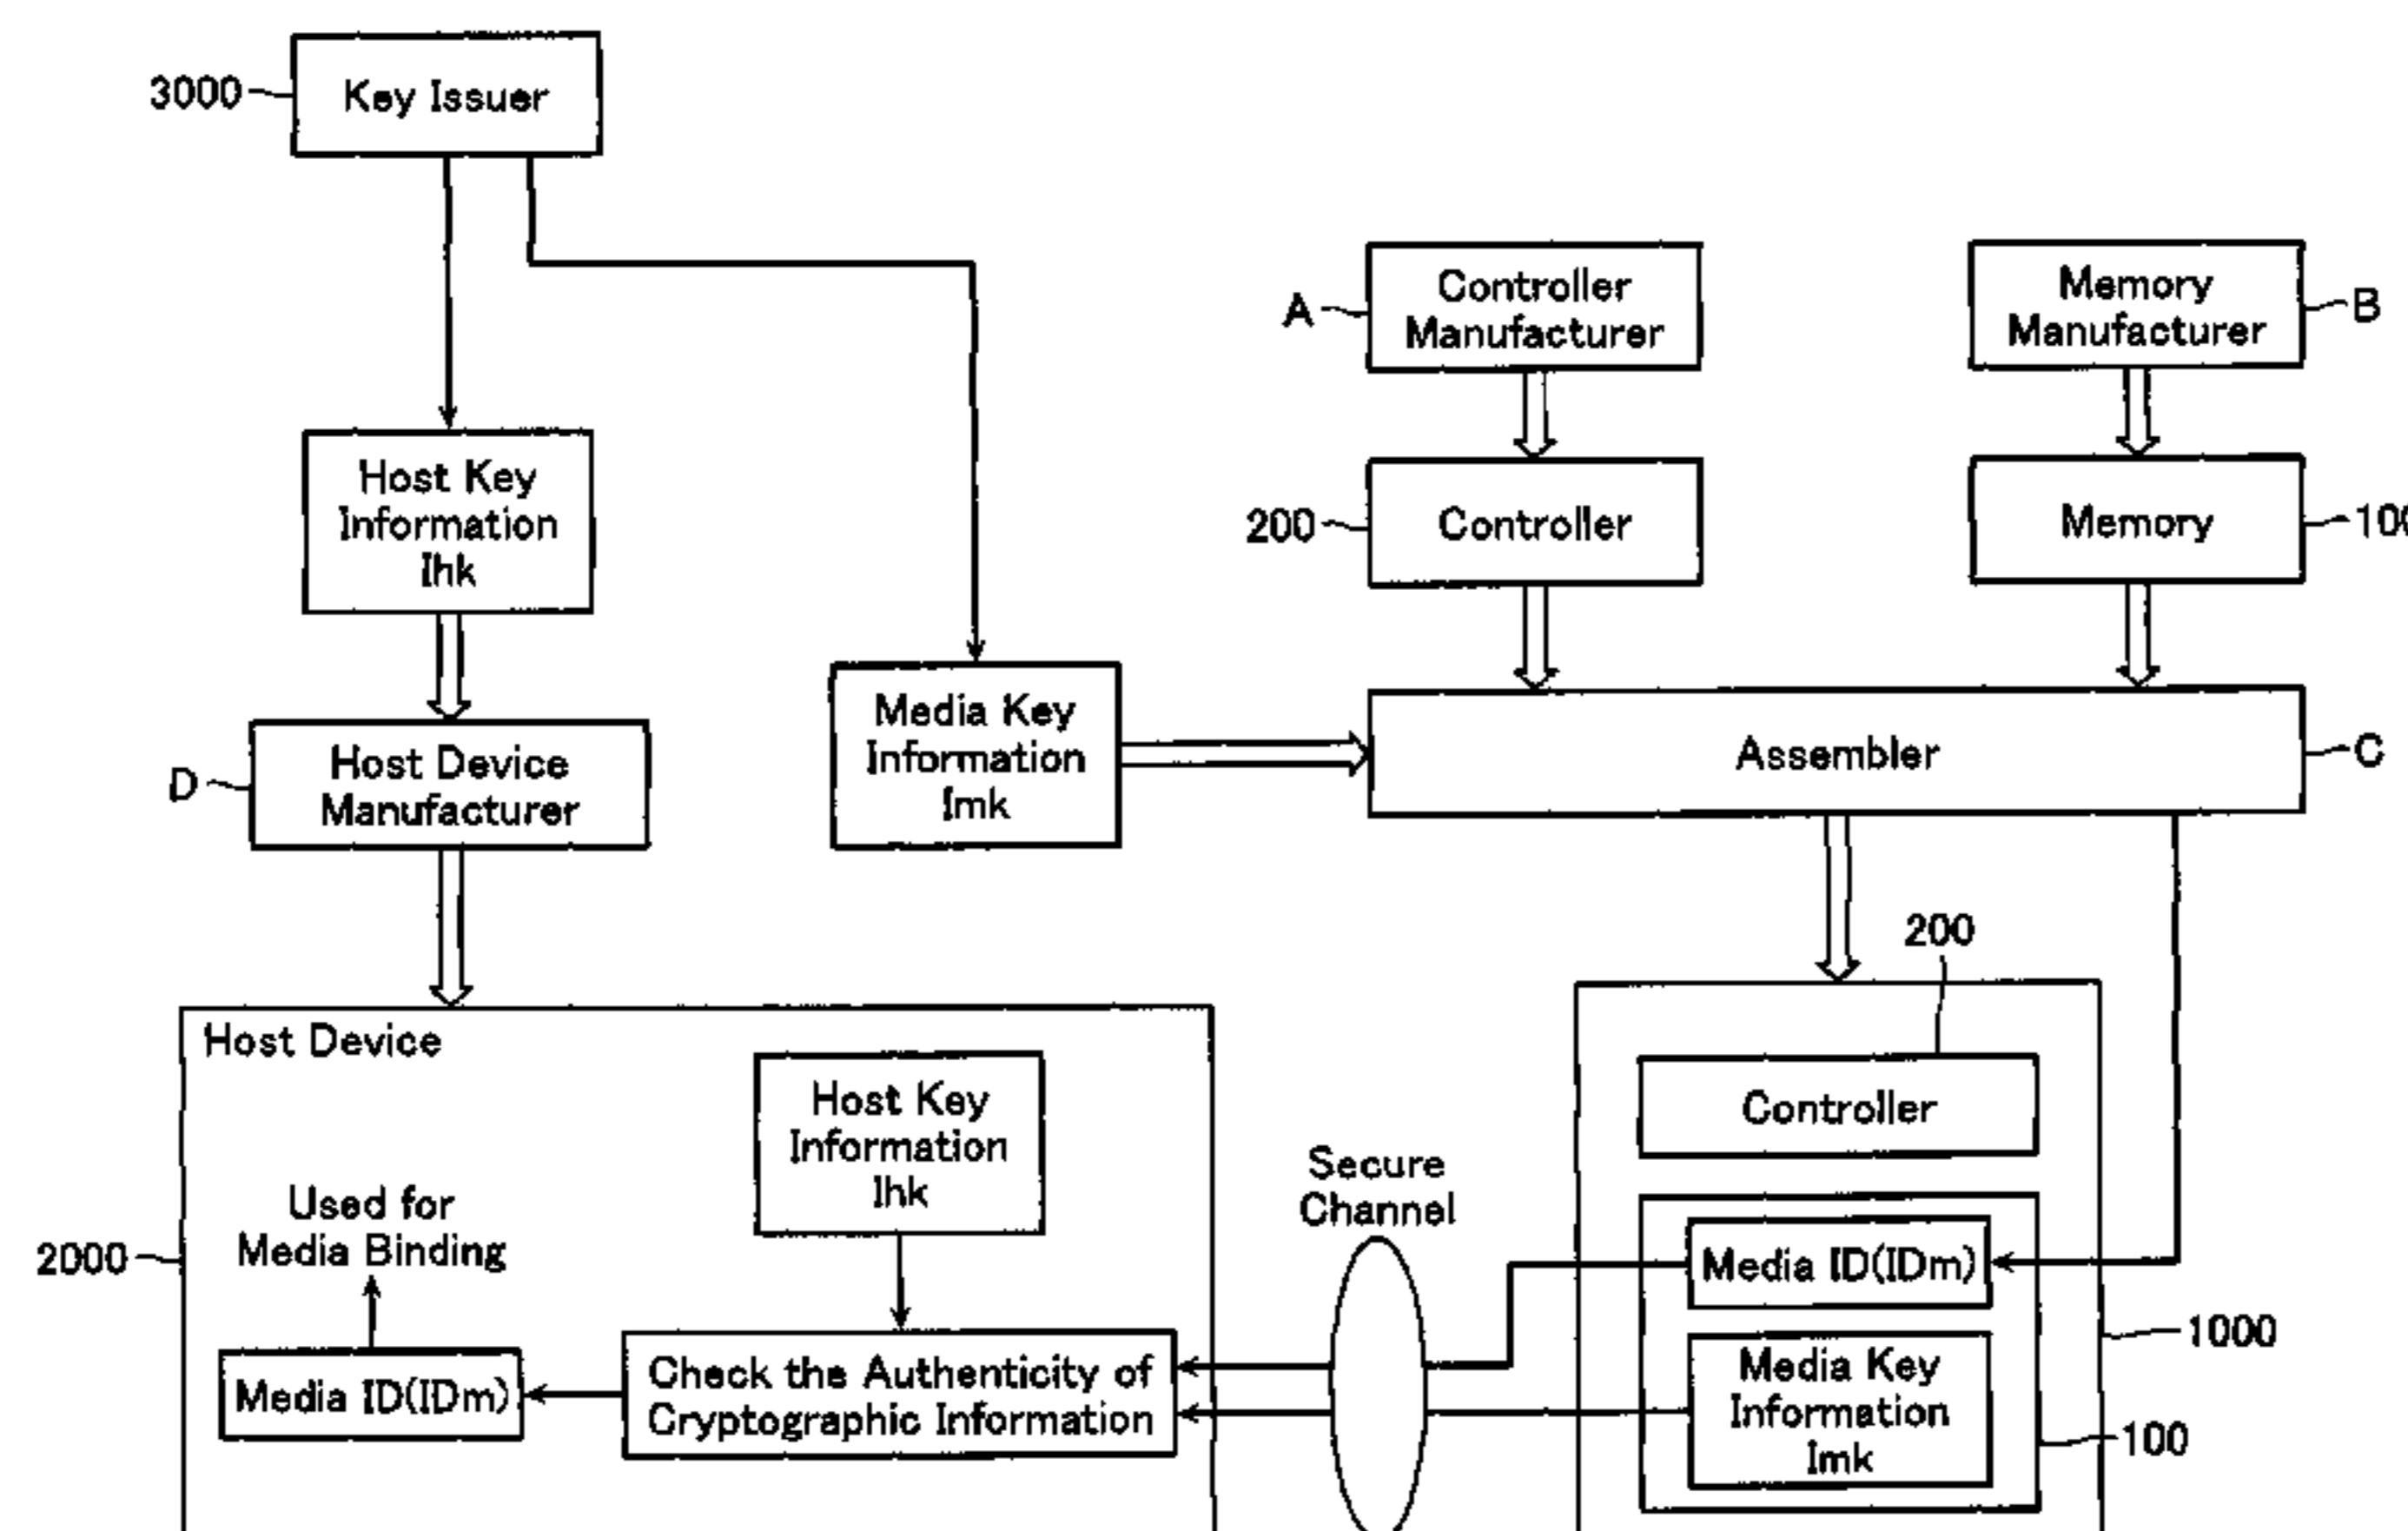 3000
Key Issuer
Controller
Manufacturer
A
Memory
Manufacturer
B
Host Key
Information
Ihk
200
Controller
Memory
100
D
Host Device
Manufacturer
Media Key
Information
Imk
Assembler
C
200
Host Device
Host Key
Information
Ihk
Controller
Secure
Channel
Used for
Media Binding
2000
Media ID(IDm)
1000
Media ID(IDm)
Check the Authenticity of
Cryptographic Information
Media Key
Information
Imk
100